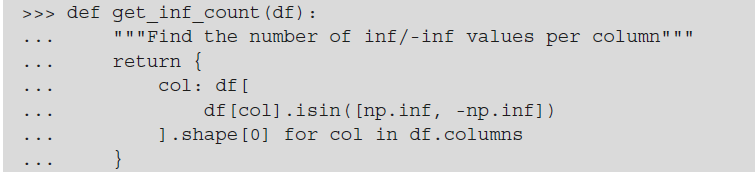 >>> def get_inf_count(df):
...     """Find the number of inf/-inf values per column"""
...     return {
...         col: df[
...             df[col].isin([np.inf, -np.inf])
...         ].shape[0] for col in df.columns
...     }